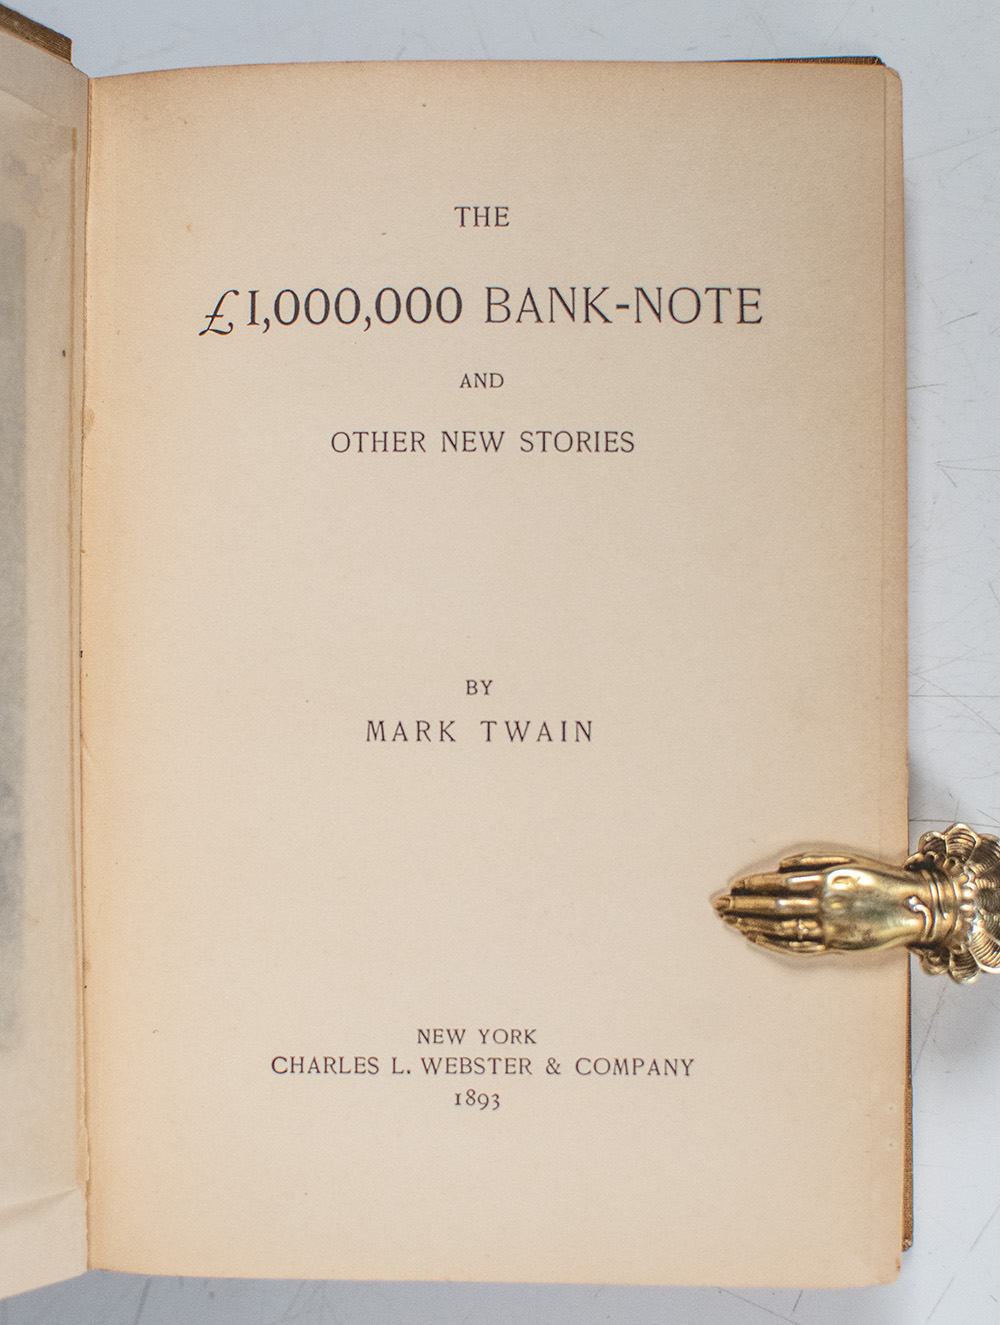 THE
£1,000,000 BANK-NOTE
AND
OTHER NEW STORIES
BY
MARK TWAIN
NEW YORK
CHARLES L. WEBSTER & COMPANY
1893